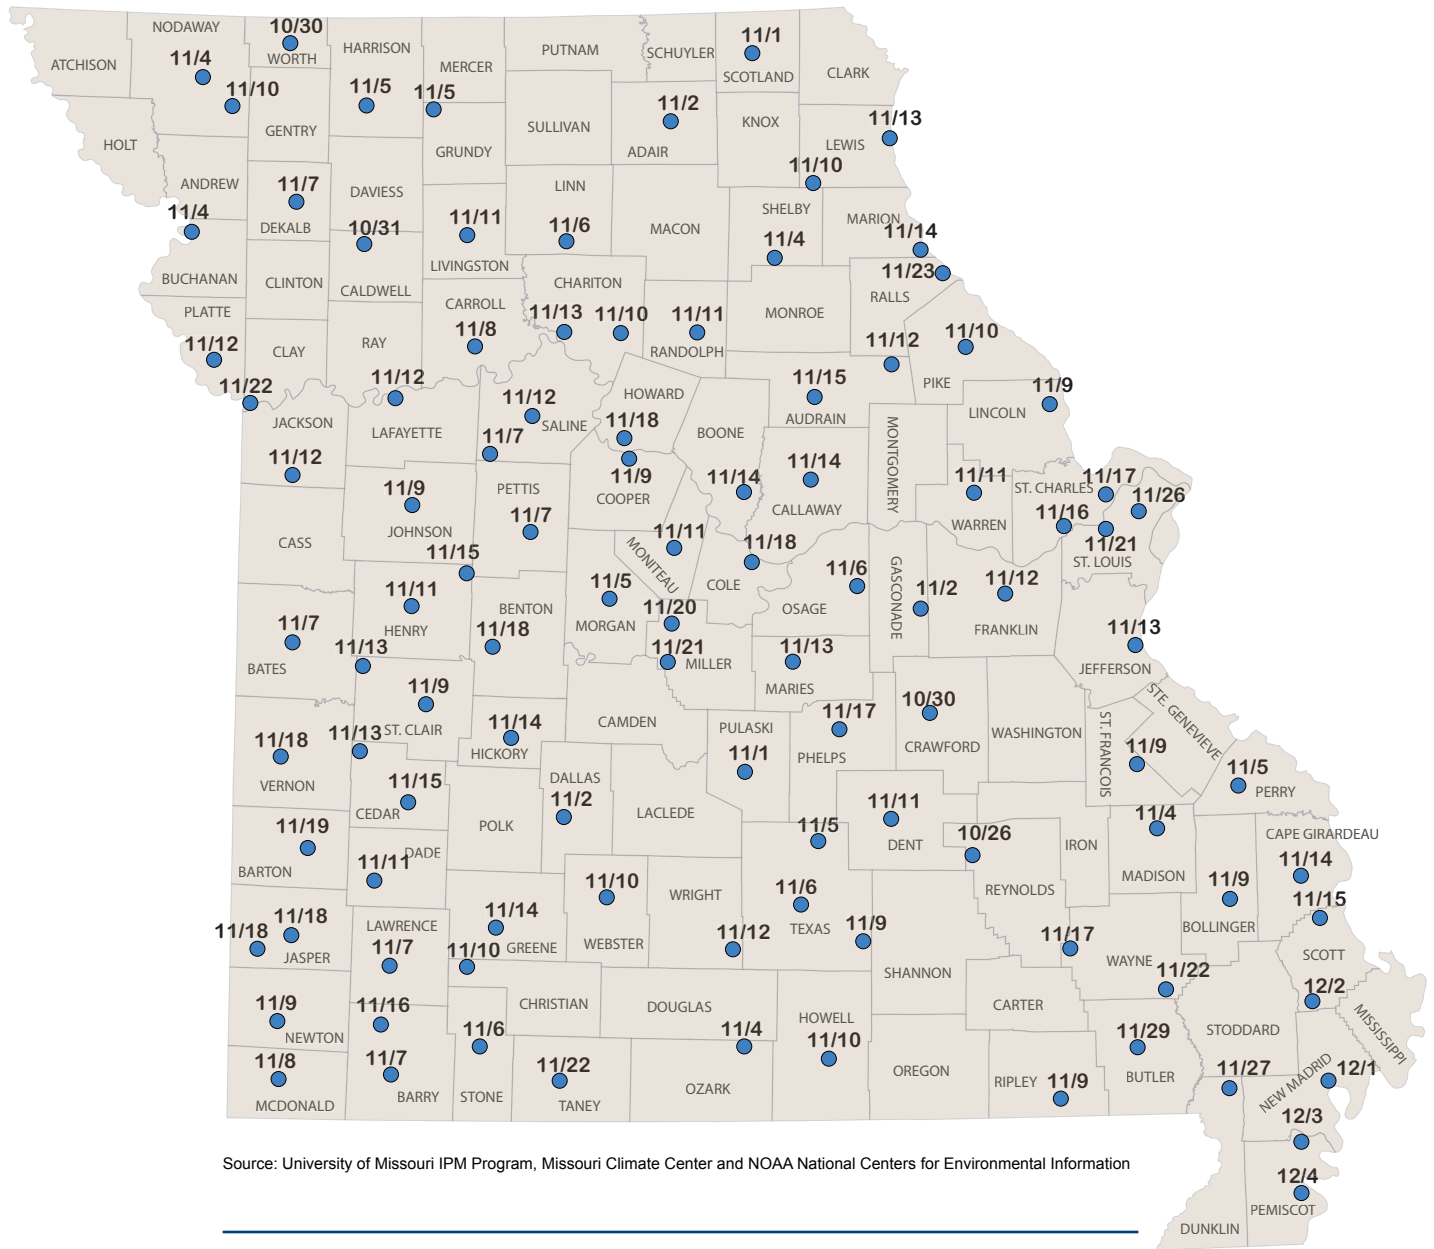 NODAWAY
10/30
WORTH
HARRISON
MERCER
PUTNAM
SCHUYLER
11/1
SCOTLAND
CLARK
ATCHISON
11/4
11/10
11/5
11/5
11/2
KNOX
11/13
HOLT
GENTRY
GRUNDY
SULLIVAN
ADAIR
LEWIS
11/10
ANDREW
11/7
DEKALB
DAVIESS
LINN
SHELBY
MARION
11/4
10/31
11/11
11/6
MACON
11/4
11/14
BUCHANAN
CLINTON
CALDWELL
LIVINGSTON
CHARITON
11/23
RALLS
PLATTE
CARROLL
11/13
11/10
11/11
MONROE
11/12
CLAY
RAY
11/8
RANDOLPH
11/12
11/10
PIKE
11/22
11/12
11/12
HOWARD
11/15
AUDRAIN
LINCOLN
11/9
JACKSON
LAFAYETTE
SALINE
11/18
BOONE
MONTGOMERY
11/12
11/7
11/9
COOPER
11/14
11/14
CALLAWAY
11/11
WARREN
ST. CHARLES
11/17
11/26
11/9
JOHNSON
PETTIS
11/7
11/16
11/21
ST. LOUIS
CASS
11/15
MONITEAU
11/11
COLE
11/18
11/11
HENRY
BENTON
11/5
MORGAN
11/20
11/6
OSAGE
GASCONADE
11/2
11/12
FRANKLIN
11/7
BATES
11/13
11/18
11/21
MILLER
11/13
MARIES
11/13
JEFFERSON
11/9
ST. CLAIR
11/14
HICKORY
CAMDEN
PULASKI
11/1
11/17
PHELPS
10/30
CRAWFORD
WASHINGTON
ST. FRANCOIS
STE. GENEVIEVE
11/9
11/18
VERNON
11/13
11/15
CEDAR
DALLAS
11/2
LACLEDE
11/5
PERRY
11/19
BARTON
POLK
11/5
11/11
DENT
10/26
IRON
11/4
MADISON
CAPE GIRARDEAU
11/14
DADE
11/11
11/10
WEBSTER
WRIGHT
11/6
TEXAS
REYNOLDS
11/9
BOLLINGER
11/15
11/18
11/18
JASPER
LAWRENCE
11/7
11/14
GREENE
11/10
11/12
11/9
SHANNON
11/17
WAYNE
11/22
SCOTT
12/2
MISSISSIPPI
11/9
NEWTON
11/16
CHRISTIAN
DOUGLAS
HOWELL
CARTER
STODDARD
11/8
MCDONALD
11/7
BARRY
11/6
STONE
11/22
TANEY
11/4
OZARK
11/10
OREGON
RIPLEY
11/9
11/29
BUTLER
11/27
NEW MADRID
12/1
12/3
12/4
PEMISCOT
DUNKLIN
Source: University of Missouri IPM Program, Missouri Climate Center and NOAA National Centers for Environmental Information